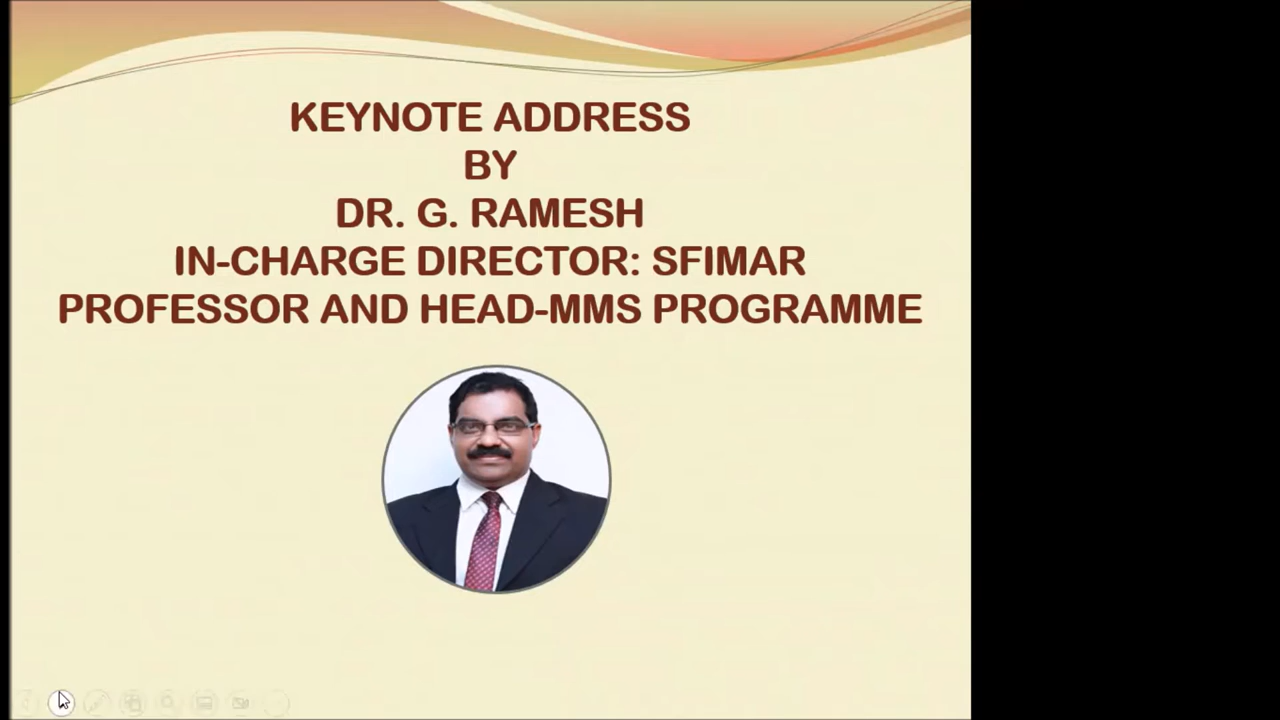 KEYNOTE ADDRESS
BY
DR. G. RAMESH
IN-CHARGE DIRECTOR: SFIMAR
PROFESSOR AND HEAD-MMS PROGRAMME